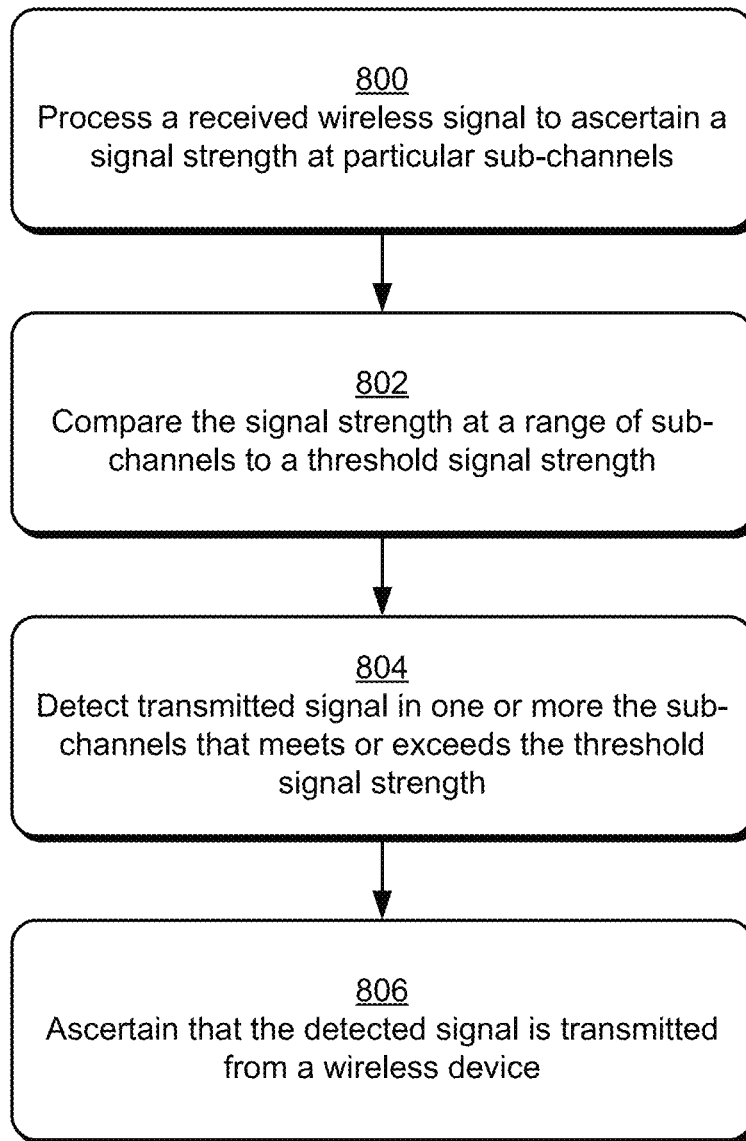 800
Process a received wireless signal to ascertain a
signal strength at particular sub-channels
802
Compare the signal strength at a range of sub-
channels to a threshold signal strength
804
Detect transmitted signal in one or more the sub-
channels that meets or exceeds the threshold
signal strength
806
Ascertain that the detected signal is transmitted
from a wireless device